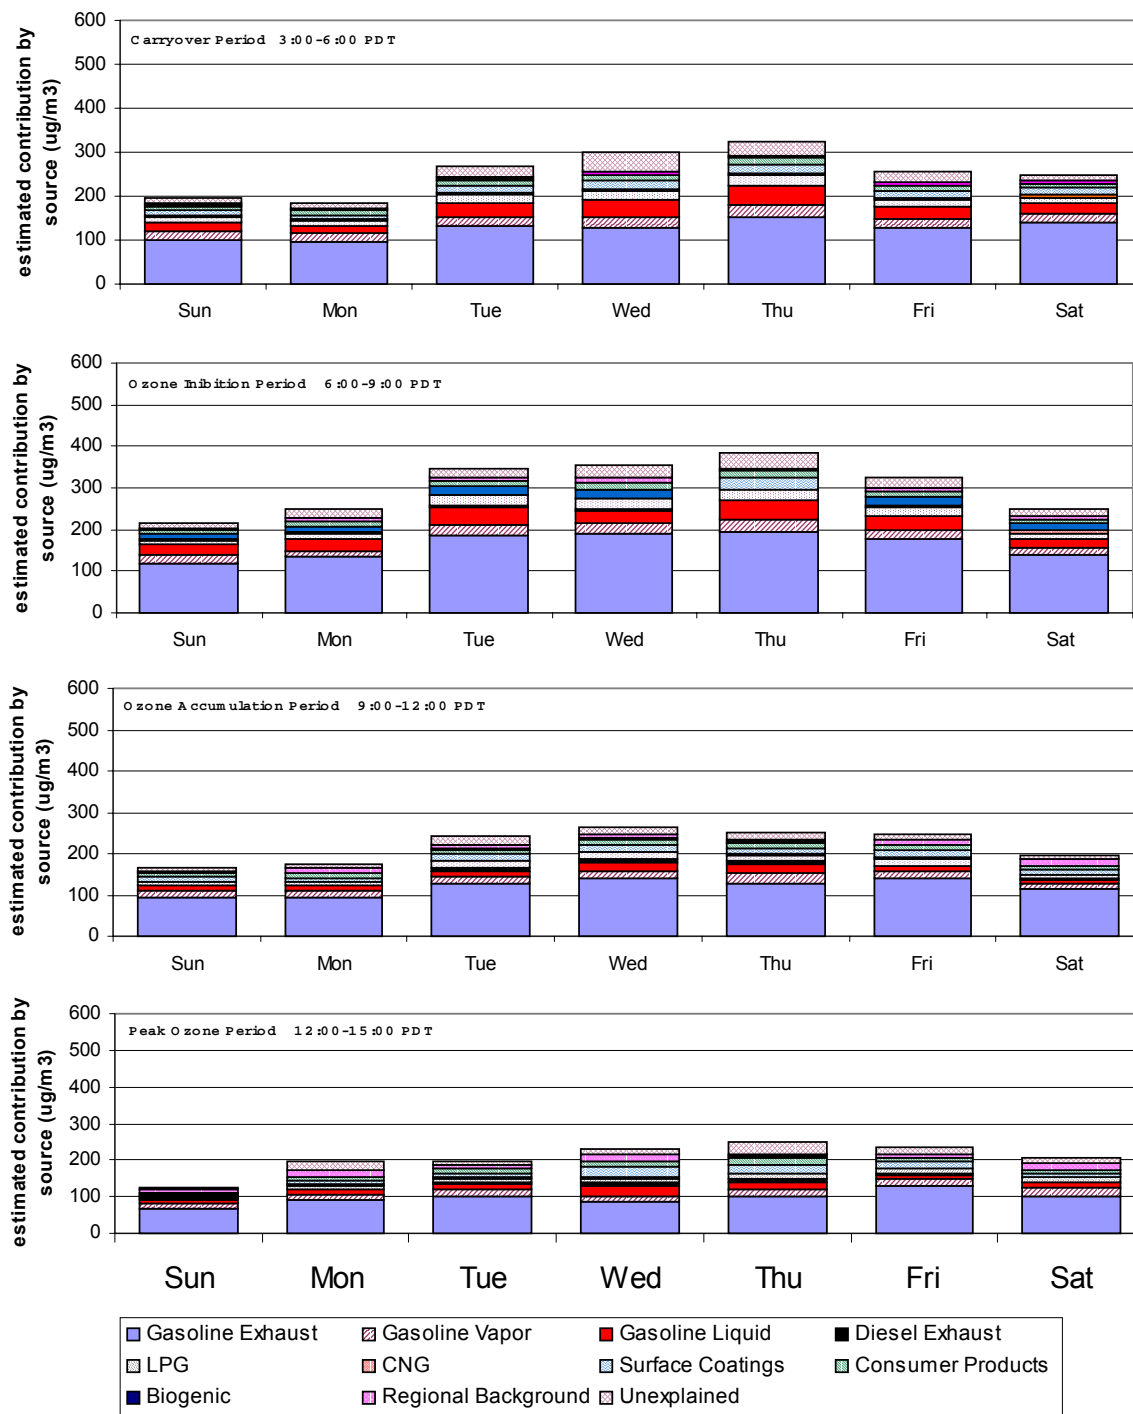 estimated contribution by
source (ug/m3)
600
500
400
300
200
100
0
Carryover Period 3:00-6:00 PDT
Sun Mon Tue Wed Thu Fri Sat
estimated contribution by
source (ug/m3)
600
500
400
300
200
100
0
Ozone Inibition Period 6:00-9:00 PDT
Sun Mon Tue Wed Thu Fri Sat
estimated contribution by
source (ug/m3)
600
500
400
300
200
100
0
Ozone Accumulation Period 9:00-12:00 PDT
Sun Mon Tue Wed Thu Fri Sat
estimated contribution by
source (ug/m3)
600
500
400
300
200
100
0
Peak Ozone Period 12:00-15:00 PDT
Sun Mon Tue Wed Thu Fri Sat
Gasoline Exhaust Gasoline Vapor Gasoline Liquid Diesel Exhaust
LPG CNG Surface Coatings Consumer Products
Biogenic Regional Background Unexplained